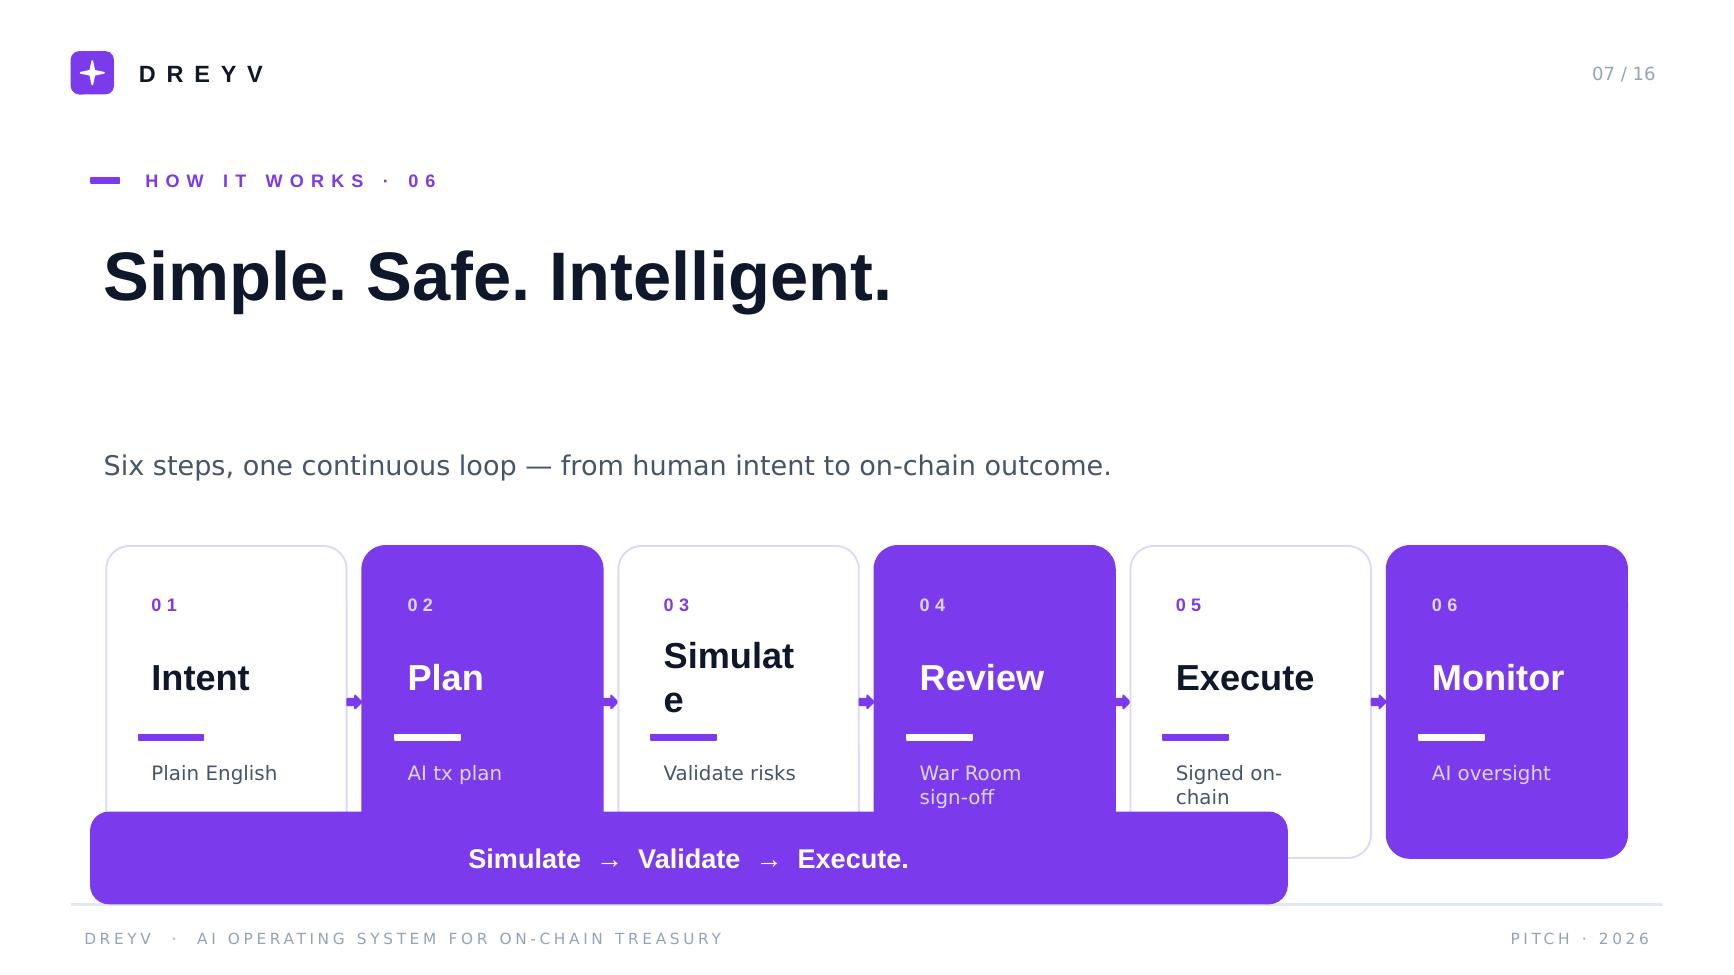 DREYV
07 / 16
HOW IT WORKS · 06
Simple. Safe. Intelligent.
Six steps, one continuous loop — from human intent to on-chain outcome.
01
Intent
Plain English
02
Plan
AI tx plan
03
Simulat
e
Validate risks
04
Review
War Room
sign-off
05
Execute
Signed on-
chain
06
Monitor
AI oversight
Simulate → Validate → Execute.
DREYV · AI OPERATING SYSTEM FOR ON-CHAIN TREASURY
PITCH · 2026